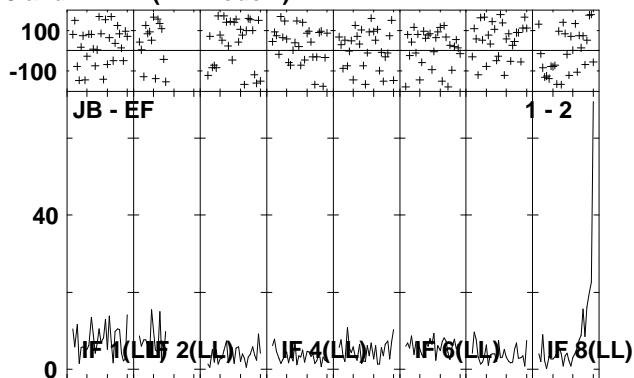 100
-100
JB - EF 1 - 2
40
0
IF 1(LL) IF 2(LL) IF 4(LL) IF 6(LL) IF 8(LL)